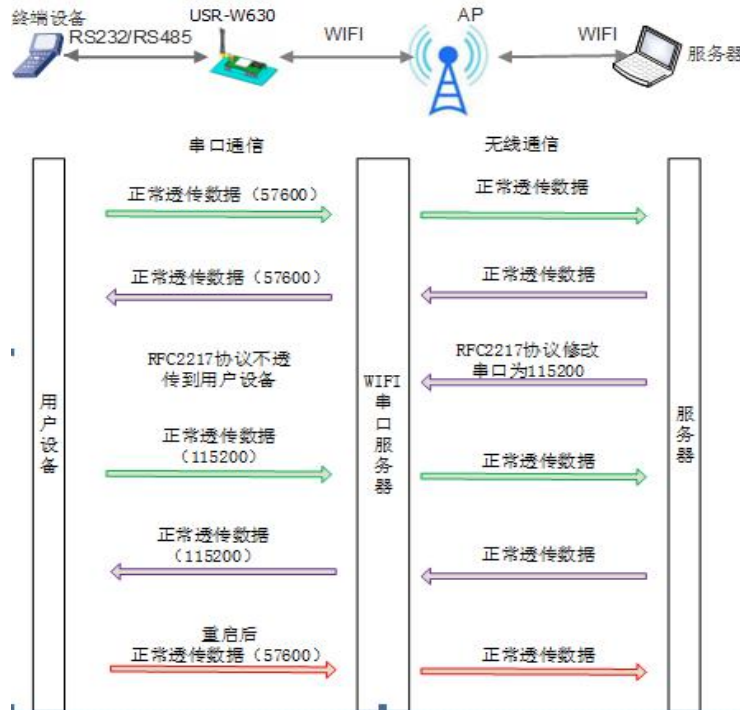 终端设备
USR-W630
AP
RS232/RS485
WIFI
WIFI
服务器
串口通信
无线通信
正常透传数据（57600）
正常透传数据
正常透传数据（57600）
正常透传数据
RFC2217协议不透
传到用户设备
RFC2217协议修改
串口为115200
用户设备
WIFI串口服务器
服务器
正常透传数据
（115200）
正常透传数据
正常透传数据
（115200）
正常透传数据
重启后
正常透传数据（57600）
正常透传数据